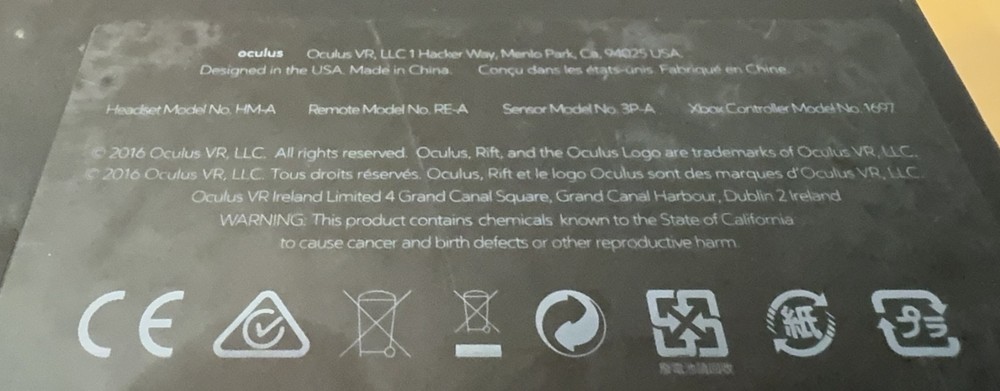 oculus Oculus VR, LLC 1 Hacker Way, Menlo Park, Ca, 94025 USA.
Designed in the USA. Made in China. Conçu dans les états-unis. Fabriqué en Chine.
Headset Model No. HM-A Remote Model No. RE-A Sensor Model No. 3P-A Xbox Controller Model No. 1697
© 2016 Oculus VR, LLC. All rights reserved. Oculus, Rift, and the Oculus Logo are trademarks of Oculus VR, LLC.
© 2016 Oculus VR, LLC. Tous droits réservés. Oculus, Rift et le logo Oculus sont des marques d'Oculus VR, LLC.
Oculus VR Ireland Limited 4 Grand Canal Square, Grand Canal Harbour, Dublin 2 Ireland
WARNING: This product contains chemicals known to the State of California
to cause cancer and birth defects or other reproductive harm.
CE 紙 プラ
廢電池請回收